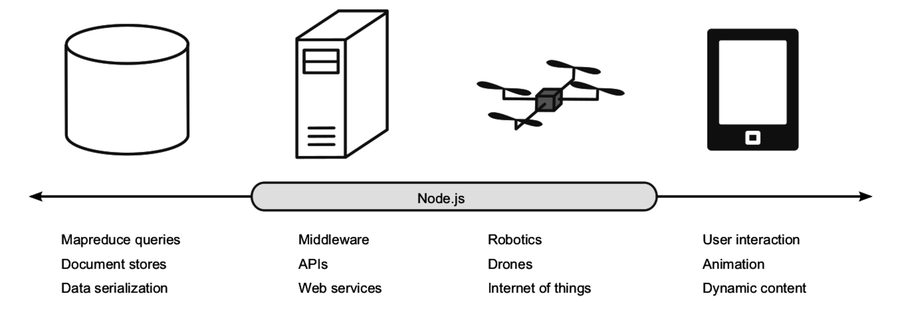 Node.js
Mapreduce queries
Document stores
Data serialization
Middleware
APIs
Web services
Robotics
Drones
Internet of things
User interaction
Animation
Dynamic content